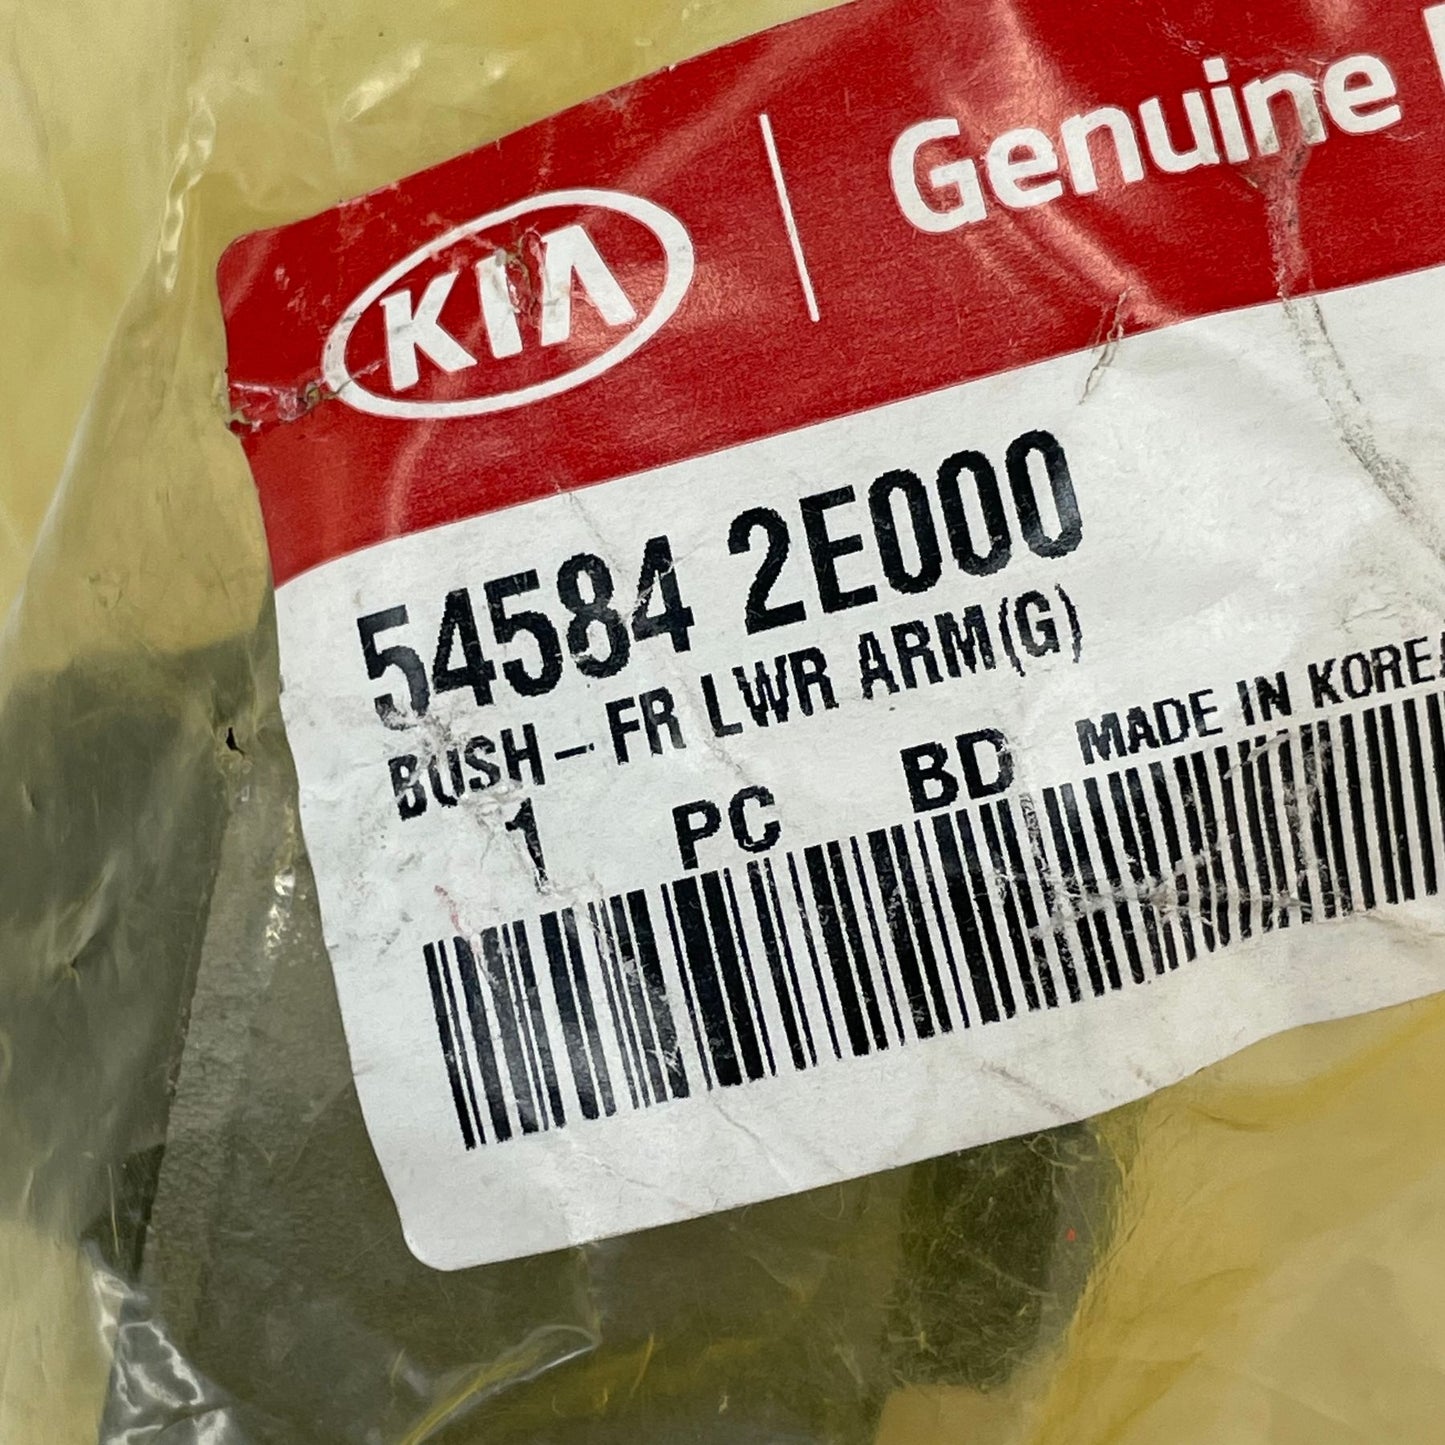 KIA Genuine
54584 2E000
BUSH-FR LWR ARM(G)
1 PC BD MADE IN KOREA